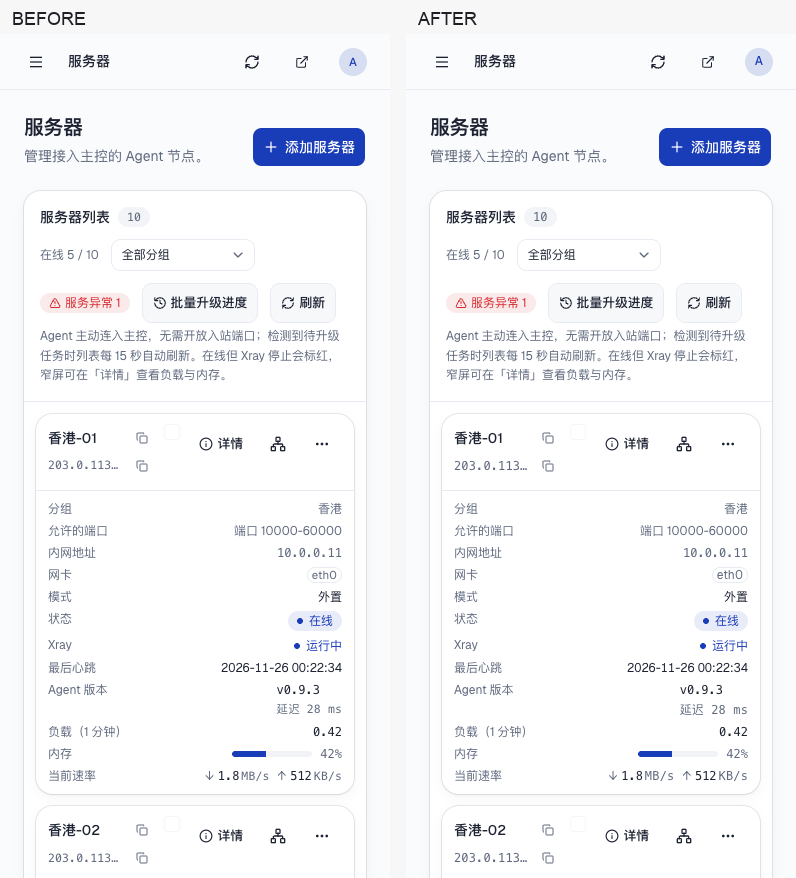 BEFORE
服务器
A
服务器
管理接入主控的 Agent 节点。
添加服务器
服务器列表 10
在线 5 / 10 全部分组
服务异常 1 批量升级进度 刷新
Agent 主动连入主控，无需开放入站端口；检测到待升级
任务时列表每 15 秒自动刷新。在线但 Xray 停止会标红，
窄屏可在「详情」查看负载与内存。
香港-01 详情
203.0.113…
分组 香港
允许的端口 端口 10000-60000
内网地址 10.0.0.11
网卡 eth0
模式 外置
状态 在线
Xray 运行中
最后心跳 2026-11-26 00:22:34
Agent 版本 v0.9.3
延迟 28 ms
负载（1 分钟） 0.42
内存 42%
当前速率 ↓ 1.8 MB/s ↑ 512 KB/s
香港-02 详情
203.0.113…
AFTER
服务器
A
服务器
管理接入主控的 Agent 节点。
添加服务器
服务器列表 10
在线 5 / 10 全部分组
服务异常 1 批量升级进度 刷新
Agent 主动连入主控，无需开放入站端口；检测到待升级
任务时列表每 15 秒自动刷新。在线但 Xray 停止会标红，
窄屏可在「详情」查看负载与内存。
香港-01 详情
203.0.113…
分组 香港
允许的端口 端口 10000-60000
内网地址 10.0.0.11
网卡 eth0
模式 外置
状态 在线
Xray 运行中
最后心跳 2026-11-26 00:22:34
Agent 版本 v0.9.3
延迟 28 ms
负载（1 分钟） 0.42
内存 42%
当前速率 ↓ 1.8 MB/s ↑ 512 KB/s
香港-02 详情
203.0.113…